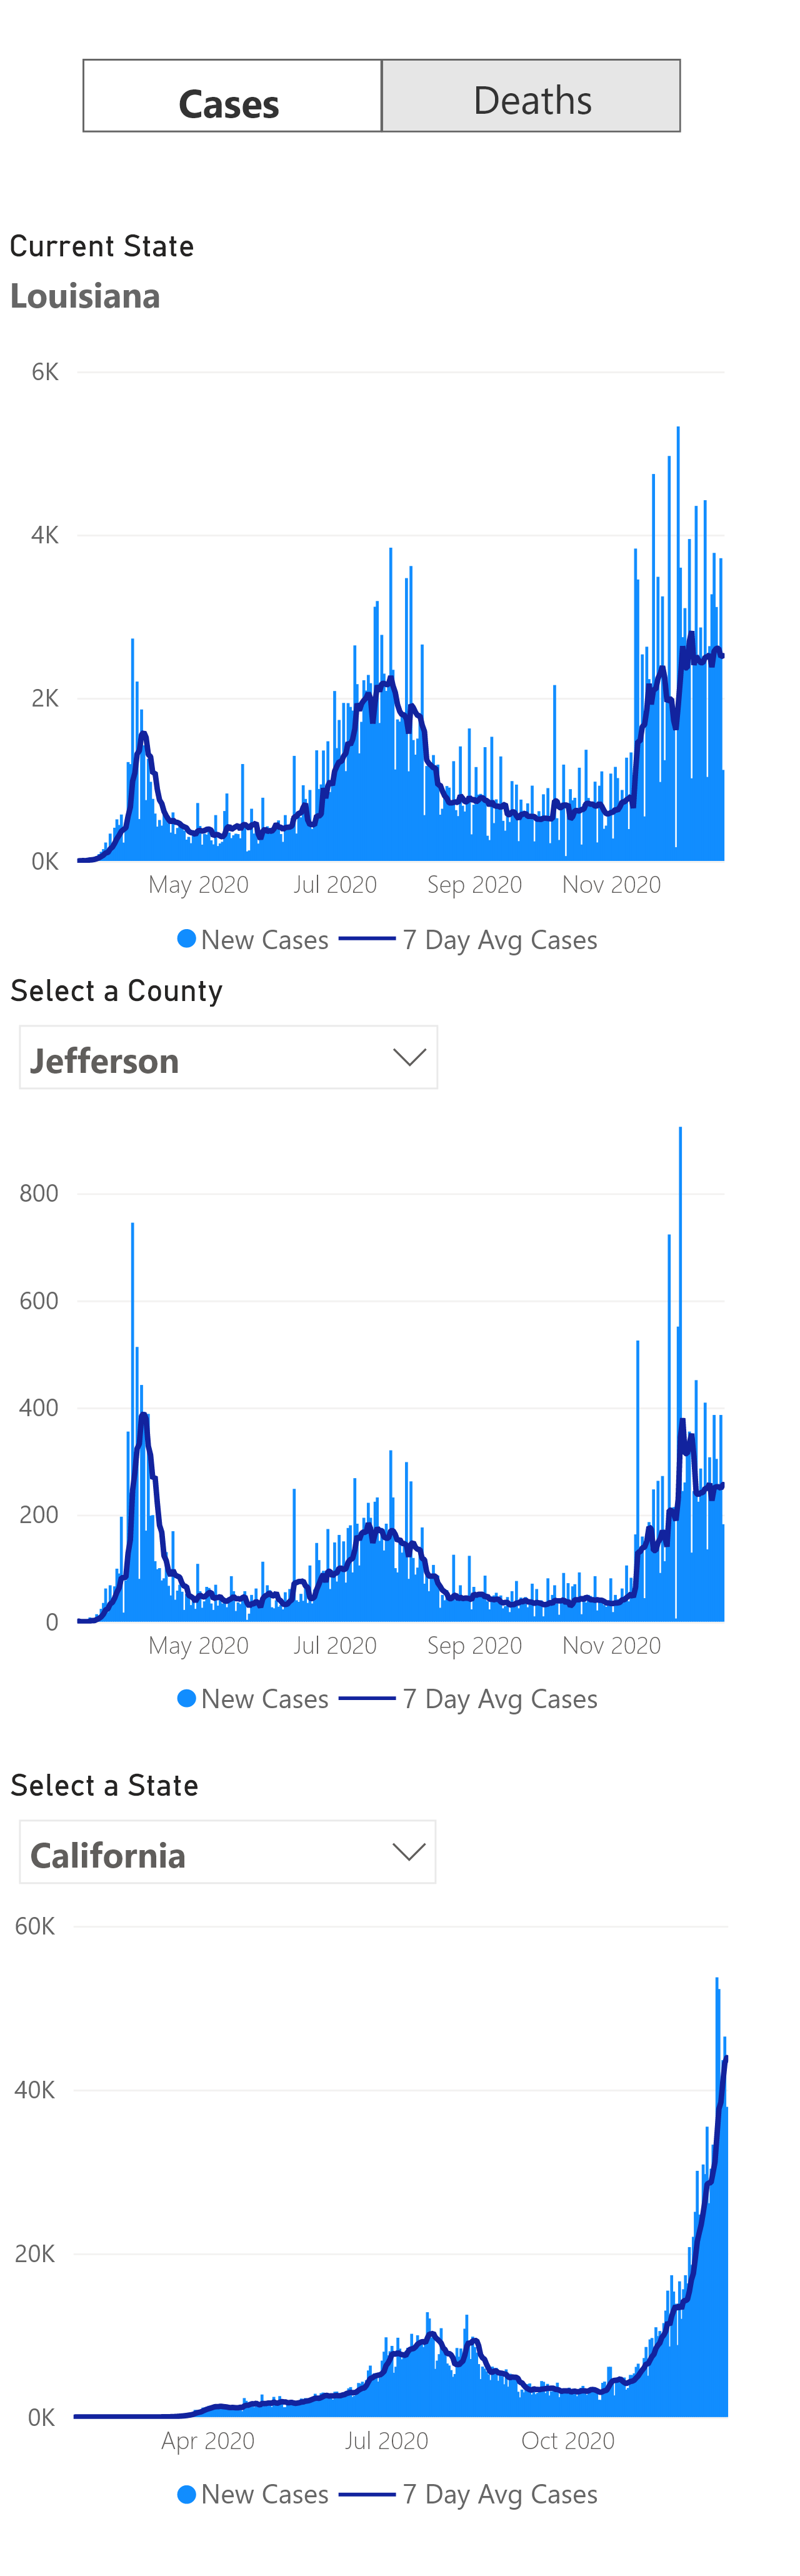 Cases Deaths
Current State
Louisiana
6K
4K
2K
0K
May 2020 Jul 2020 Sep 2020 Nov 2020
New Cases 7 Day Avg Cases
Select a County
Jefferson
800
600
400
200
0
May 2020 Jul 2020 Sep 2020 Nov 2020
New Cases 7 Day Avg Cases
Select a State
California
60K
40K
20K
0K
Apr 2020 Jul 2020 Oct 2020
New Cases 7 Day Avg Cases